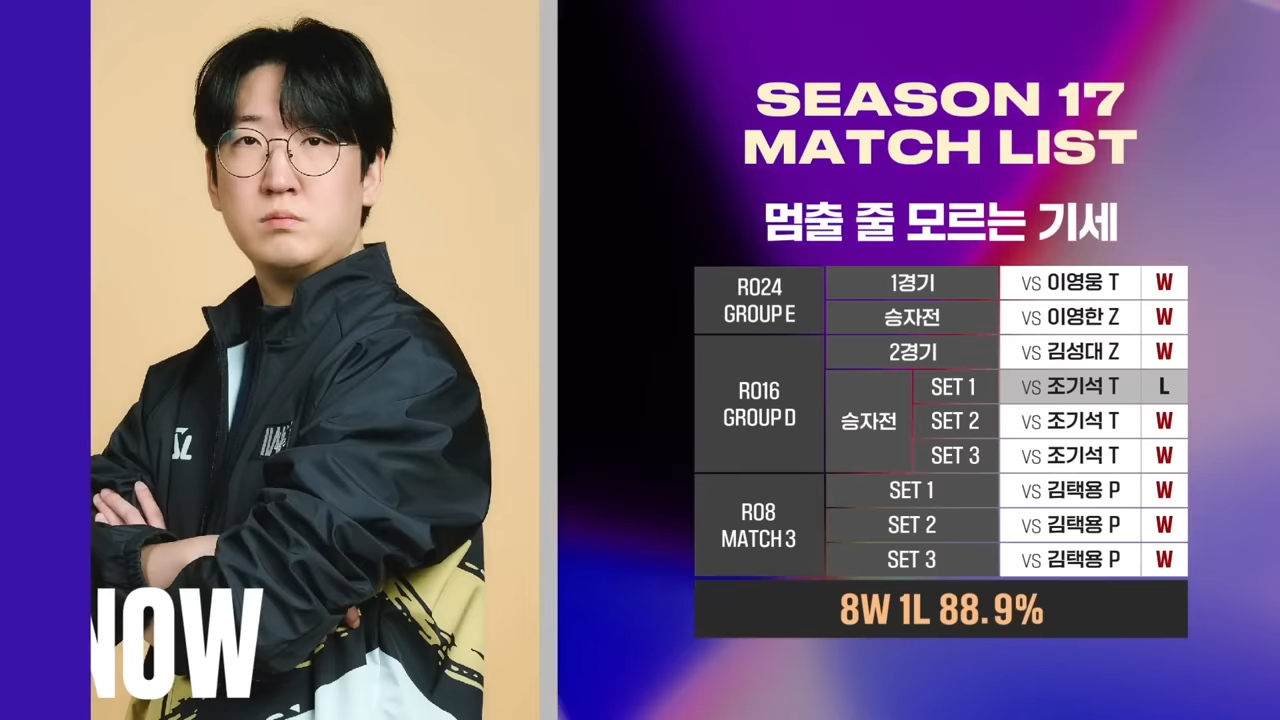 SEASON 17
MATCH LIST
멈출 줄 모르는 기세
RO24
GROUP E
1경기
VS 이영웅 T
W
승자전
VS 이영한 Z
W
RO16
GROUP D
2경기
VS 김성대 Z
W
승자전
SET 1
VS 조기석 T
L
SET 2
VS 조기석 T
W
SET 3
VS 조기석 T
W
RO8
MATCH 3
SET 1
VS 김택용 P
W
SET 2
VS 김택용 P
W
SET 3
VS 김택용 P
W
8W 1L 88.9%
NOW